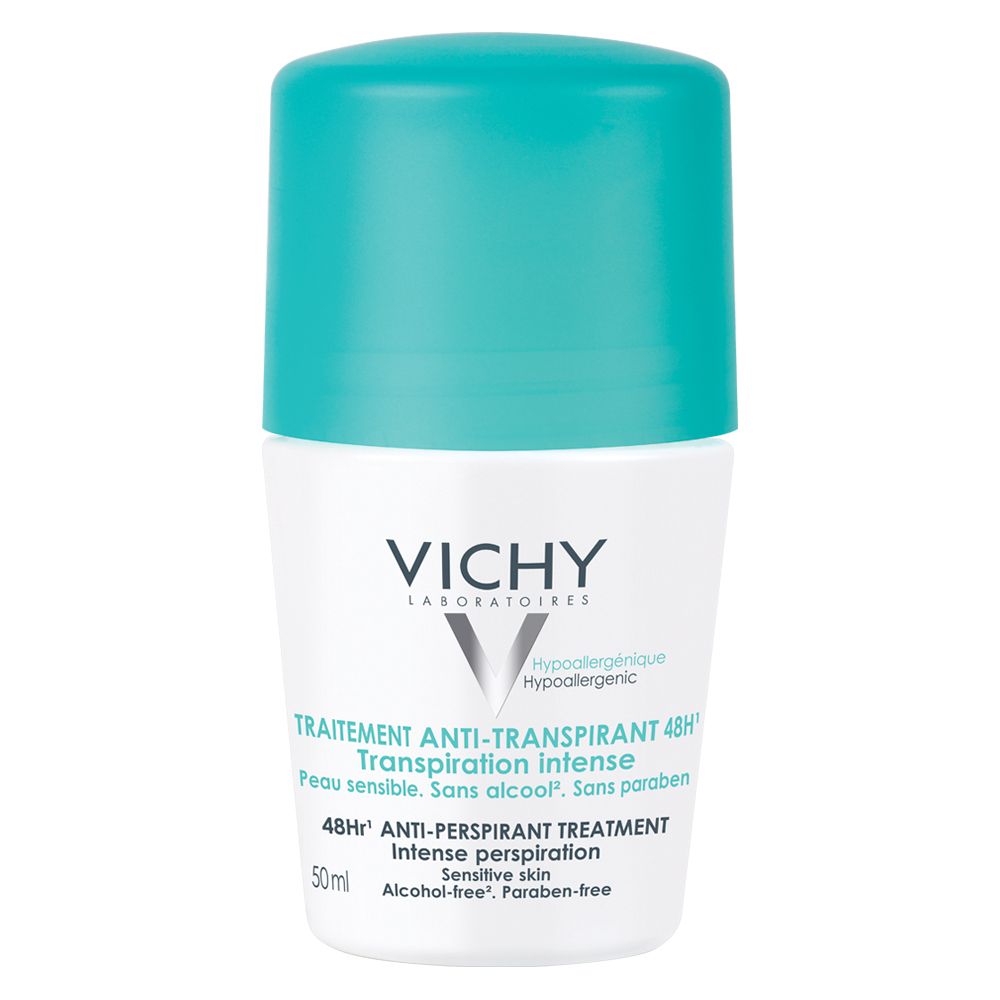 VICHY
LABORATOIRES
Hypoallergénique
Hypoallergenic
TRAITEMENT ANTI-TRANSPIRANT 48H¹
Transpiration intense
Peau sensible. Sans alcool². Sans paraben
48Hr¹ ANTI-PERSPIRANT TREATMENT
Intense perspiration
Sensitive skin
50ml
Alcohol-free². Paraben-free